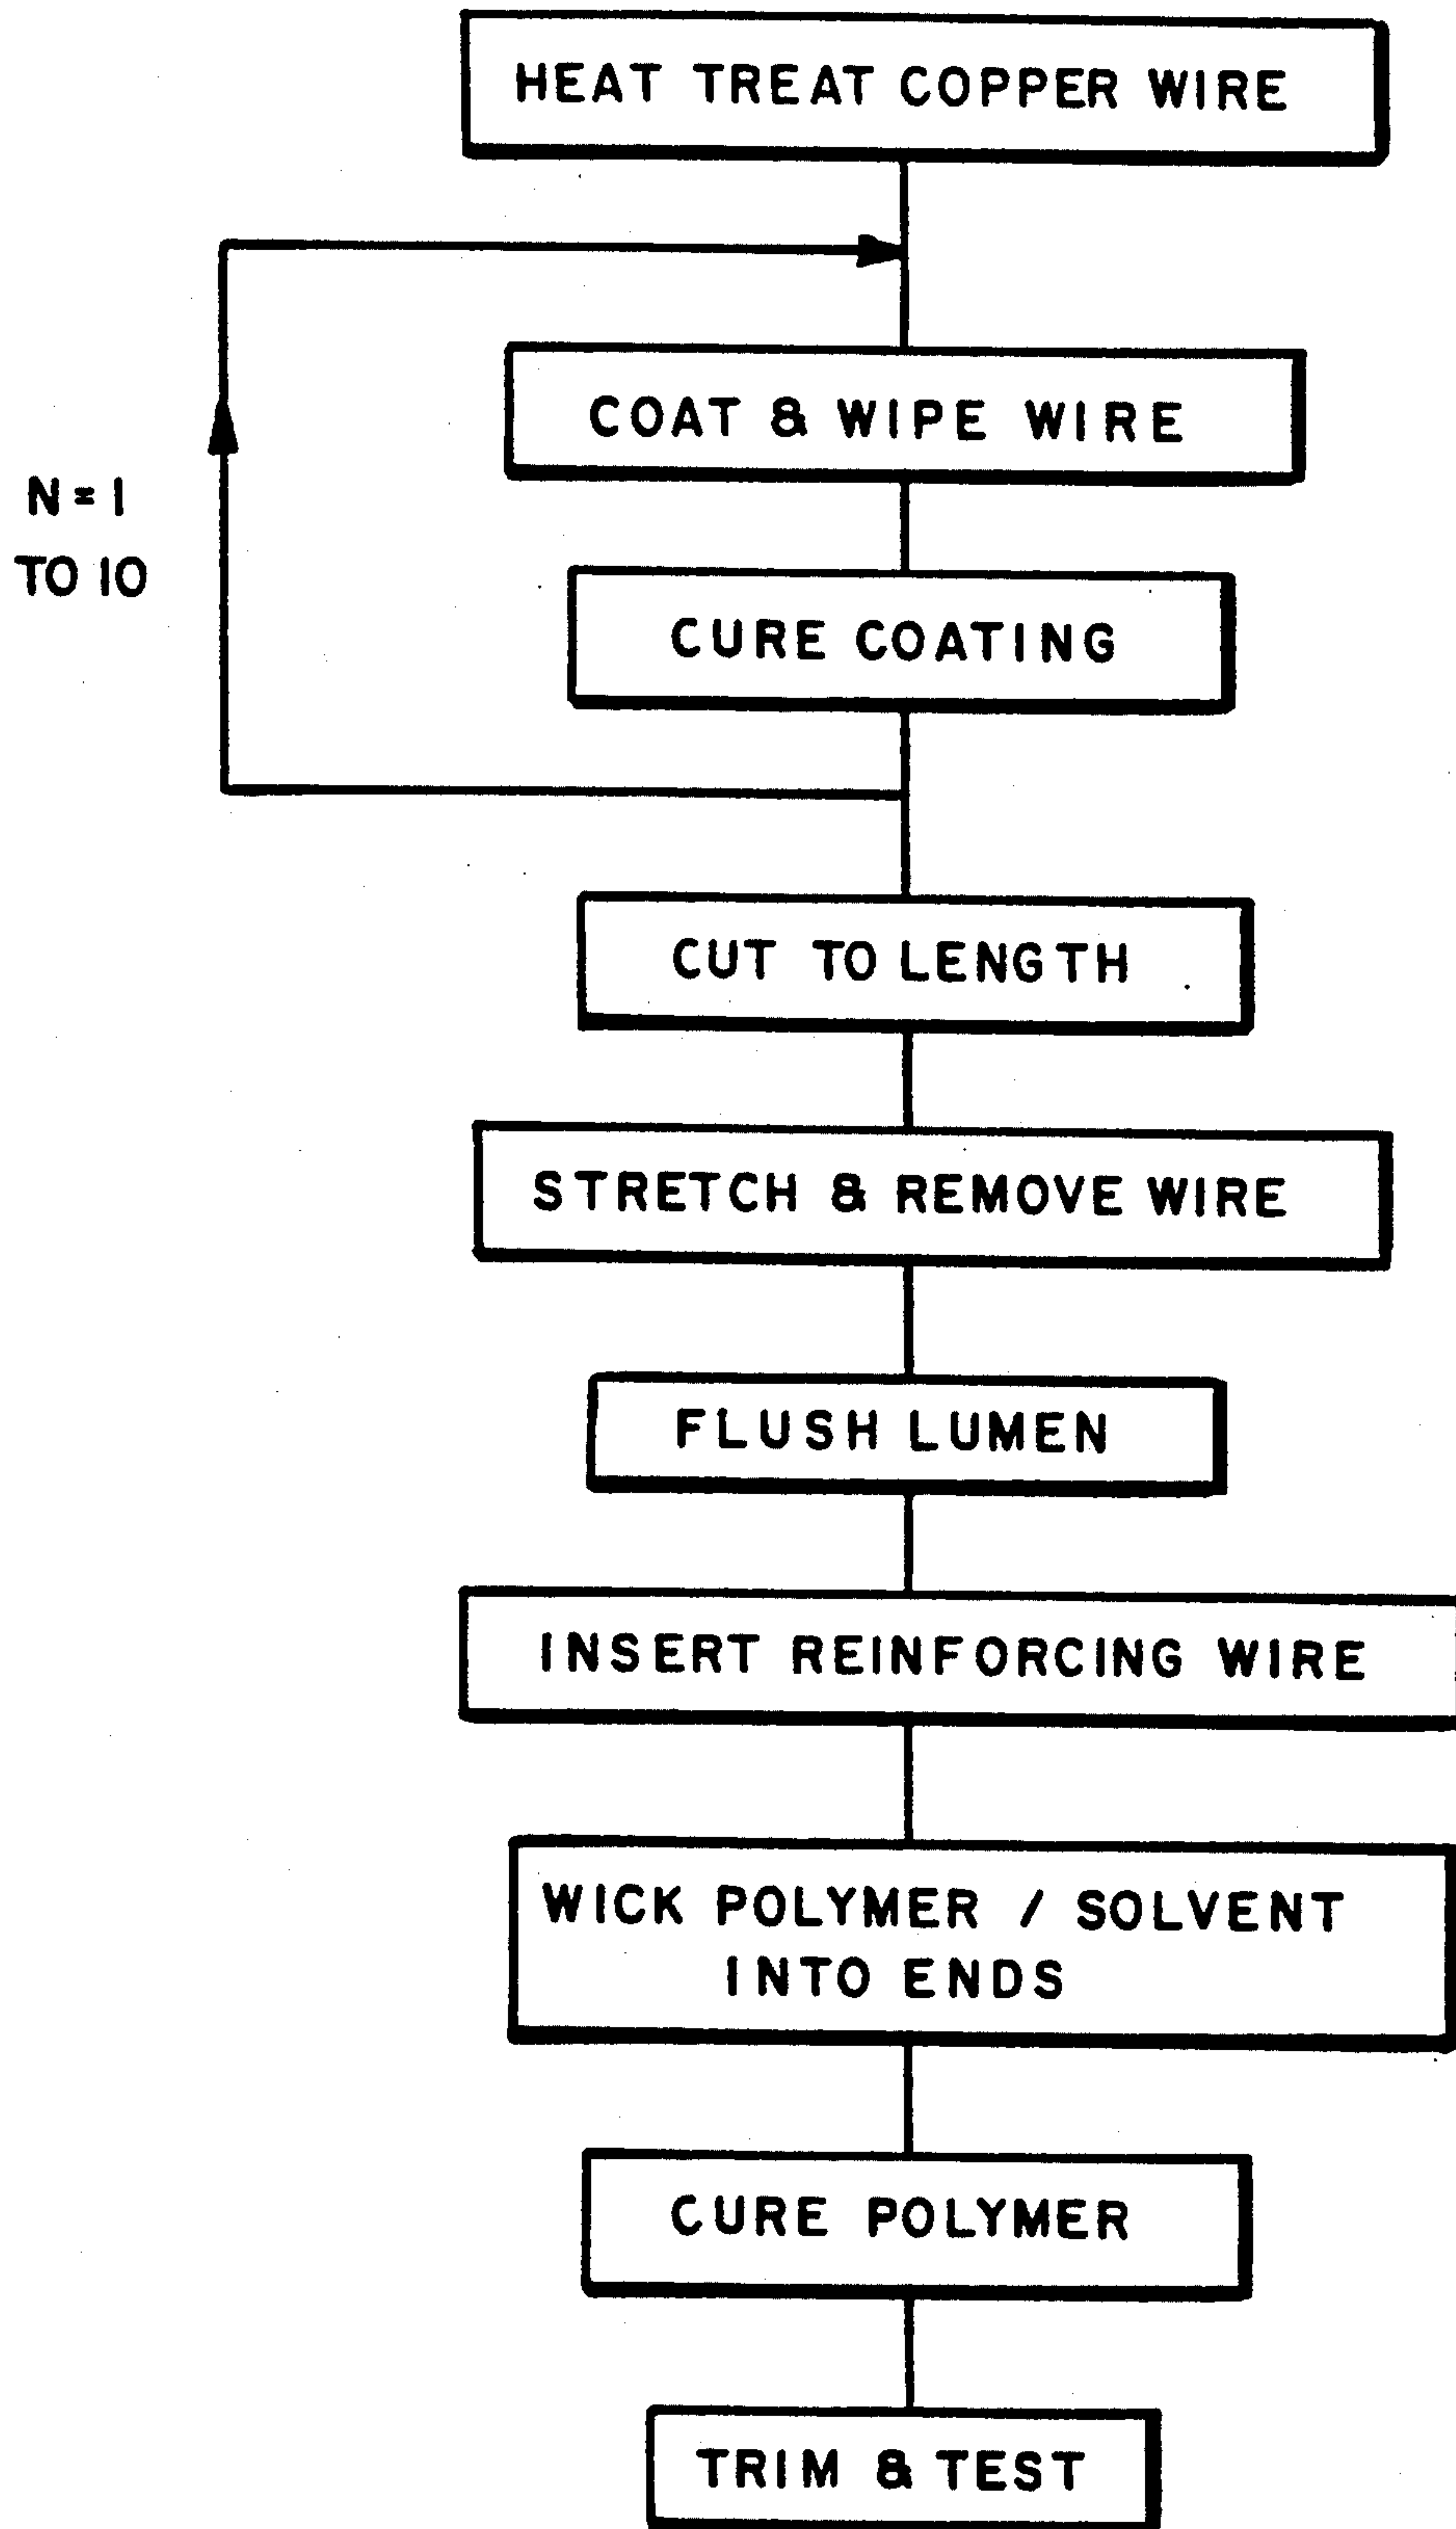 HEAT TREAT COPPER WIRE
COAT & WIPE WIRE
N = 1
TO 10
CURE COATING
CUT TO LENGTH
STRETCH & REMOVE WIRE
FLUSH LUMEN
INSERT REINFORCING WIRE
WICK POLYMER / SOLVENT
INTO ENDS
CURE POLYMER
TRIM & TEST